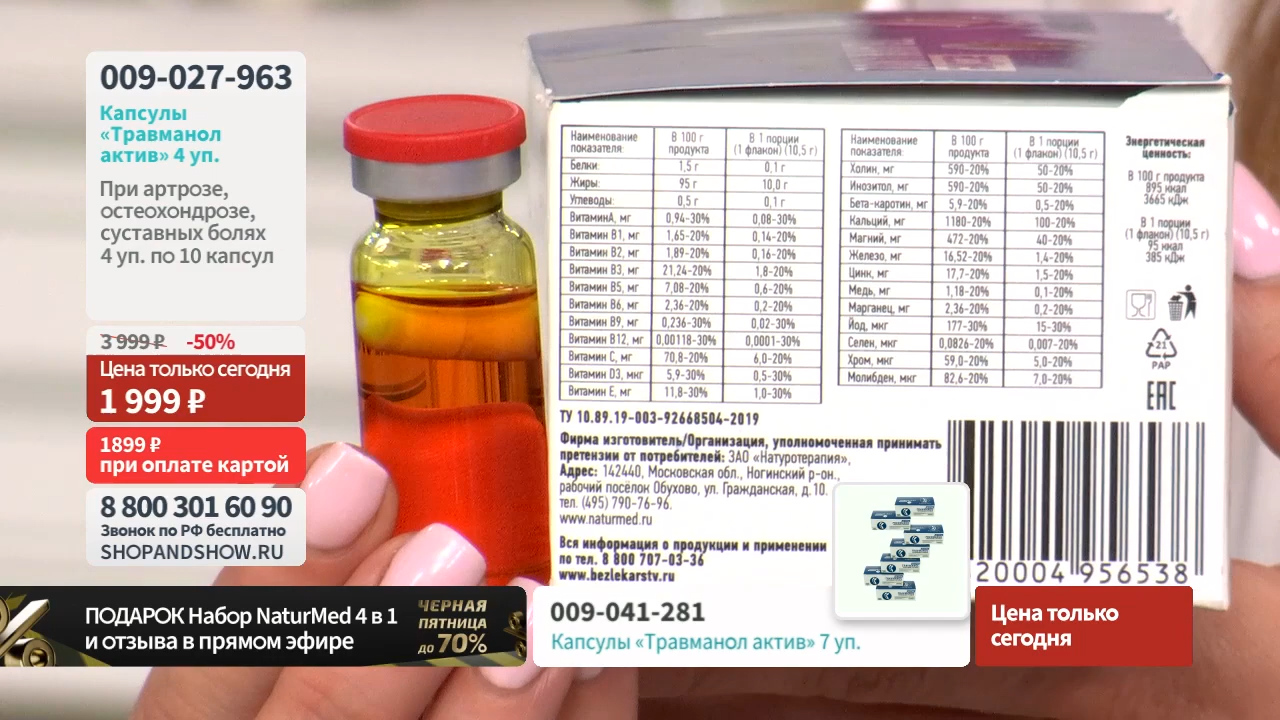 009-027-963
Капсулы
«Травманол
актив» 4 уп.
При артрозе,
остеохондрозе,
суставных болях
4 уп. по 10 капсул
3 999 ₽ -50%
Цена только сегодня
1 999 ₽
1899 ₽
при оплате картой
8 800 301 60 90
Звонок по РФ бесплатно
SHOPANDSHOW.RU
Наименование показателя: В 100 г продукта В 1 порции (1 флакон) (10,5 г)
Белки: 1,5 г 0,1 г
Жиры: 95 г 10,0 г
Углеводы: 0,5 г 0,1 г
ВитаминА, мг 0,94-30% 0,08-30%
Витамин В1, мг 1,65-20% 0,14-20%
Витамин В2, мг 1,89-20% 0,16-20%
Витамин В3, мг 21,24-20% 1,8-20%
Витамин В5, мг 7,08-20% 0,6-20%
Витамин В6, мг 2,36-20% 0,2-20%
Витамин В9, мг 0,236-30% 0,02-30%
Витамин В12, мг 0,00118-30% 0,0001-30%
Витамин С, мг 70,8-20% 6,0-20%
Витамин D3, мкг 5,9-30% 0,5-30%
Витамин Е, мг 11,8-30% 1,0-30%
Наименование показателя: В 100 г продукта В 1 порции (1 флакон) (10,5 г)
Холин, мг 590-20% 50-20%
Инозитол, мг 590-20% 50-20%
Бета-каротин, мг 5,9-20% 0,5-20%
Кальций, мг 1180-20% 100-20%
Магний, мг 472-20% 40-20%
Железо, мг 16,52-20% 1,4-20%
Цинк, мг 17,7-20% 1,5-20%
Медь, мг 1,18-20% 0,1-20%
Марганец, мг 2,36-20% 0,2-20%
Йод, мкг 177-30% 15-30%
Селен, мкг 0,0826-20% 0,007-20%
Хром, мкг 59,0-20% 5,0-20%
Молибден, мкг 82,6-20% 7,0-20%
Энергетическая
ценность:
В 100 г продукта
895 ккал
3665 кДж
В 1 порции
(1 флакон) (10,5 г)
95 ккал
385 кДж
21
PAP
ЕАС
ТУ 10.89.19-003-92668504-2019
Фирма изготовитель/Организация, уполномоченная принимать
претензии от потребителей: ЗАО «Натуротерапия»,
Адрес: 142440, Московская обл., Ногинский р-он.,
рабочий посёлок Обухово, ул. Гражданская, д.10.
тел. (495) 790-76-96.
www.naturmed.ru
Вся информация о продукции и применении
по тел. 8 800 707-03-36
www.bezlekarstv.ru
20004 956538
ПОДАРОК Набор NaturMed 4 в 1
и отзыва в прямом эфире
ЧЕРНАЯ
ПЯТНИЦА
до 70%
009-041-281
Капсулы «Травманол актив» 7 уп.
Цена только
сегодня